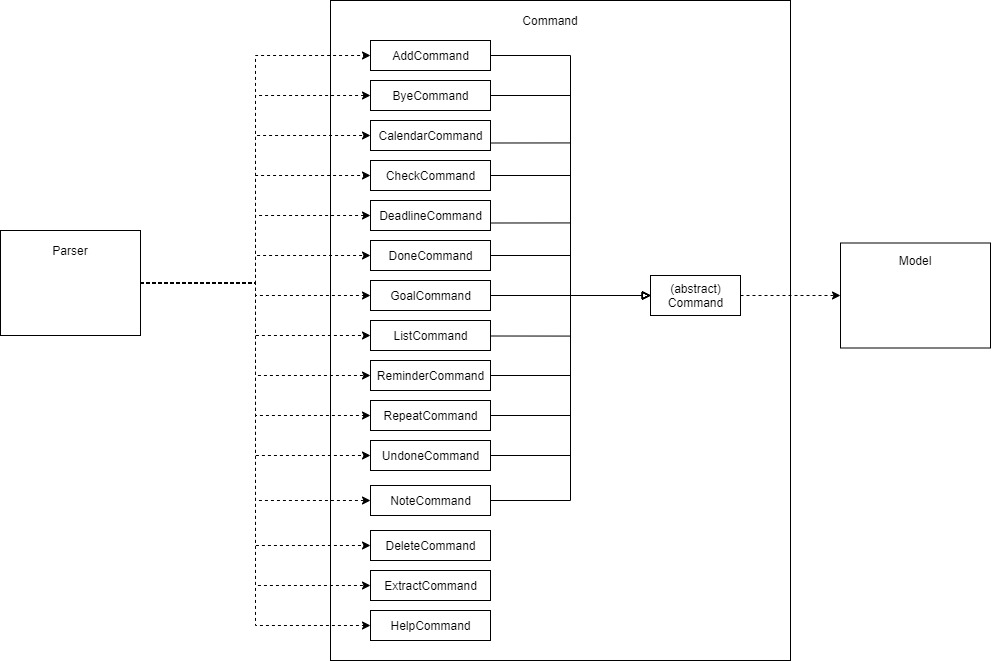 Command
AddCommand
ByeCommand
CalendarCommand
CheckCommand
DeadlineCommand
Parser
DoneCommand
GoalCommand
(abstract)
Command
Model
ListCommand
ReminderCommand
RepeatCommand
UndoneCommand
NoteCommand
DeleteCommand
ExtractCommand
HelpCommand